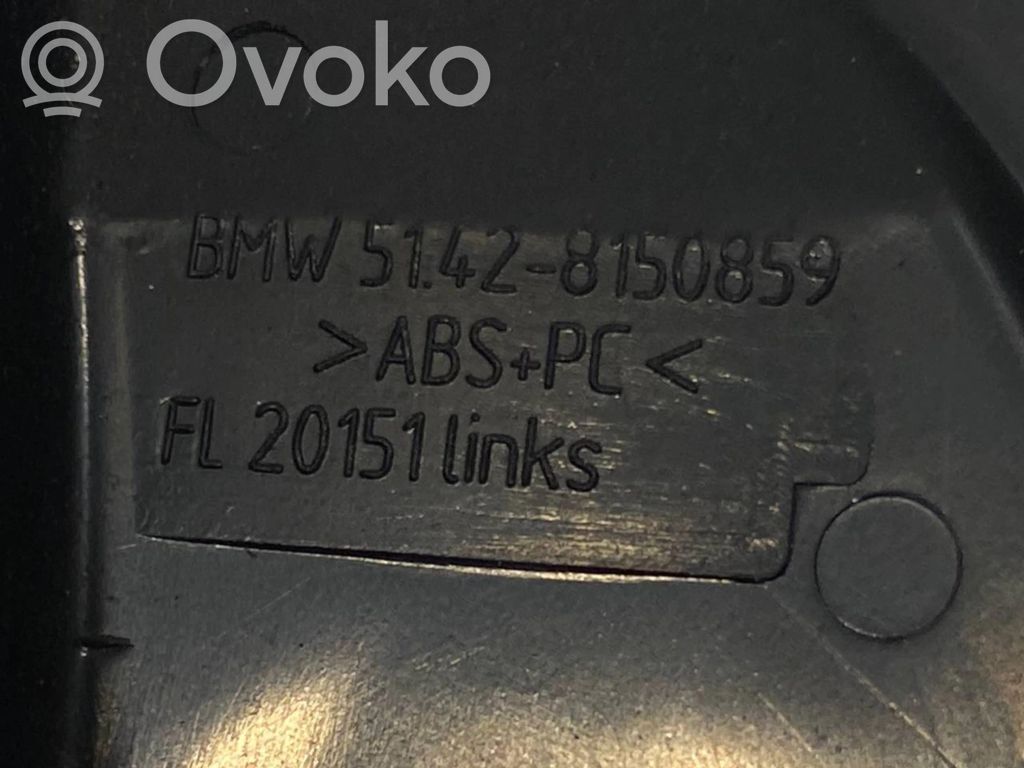 Ovoko
BMW 51.42-8150859
>ABS+PC<
FL 20151 links